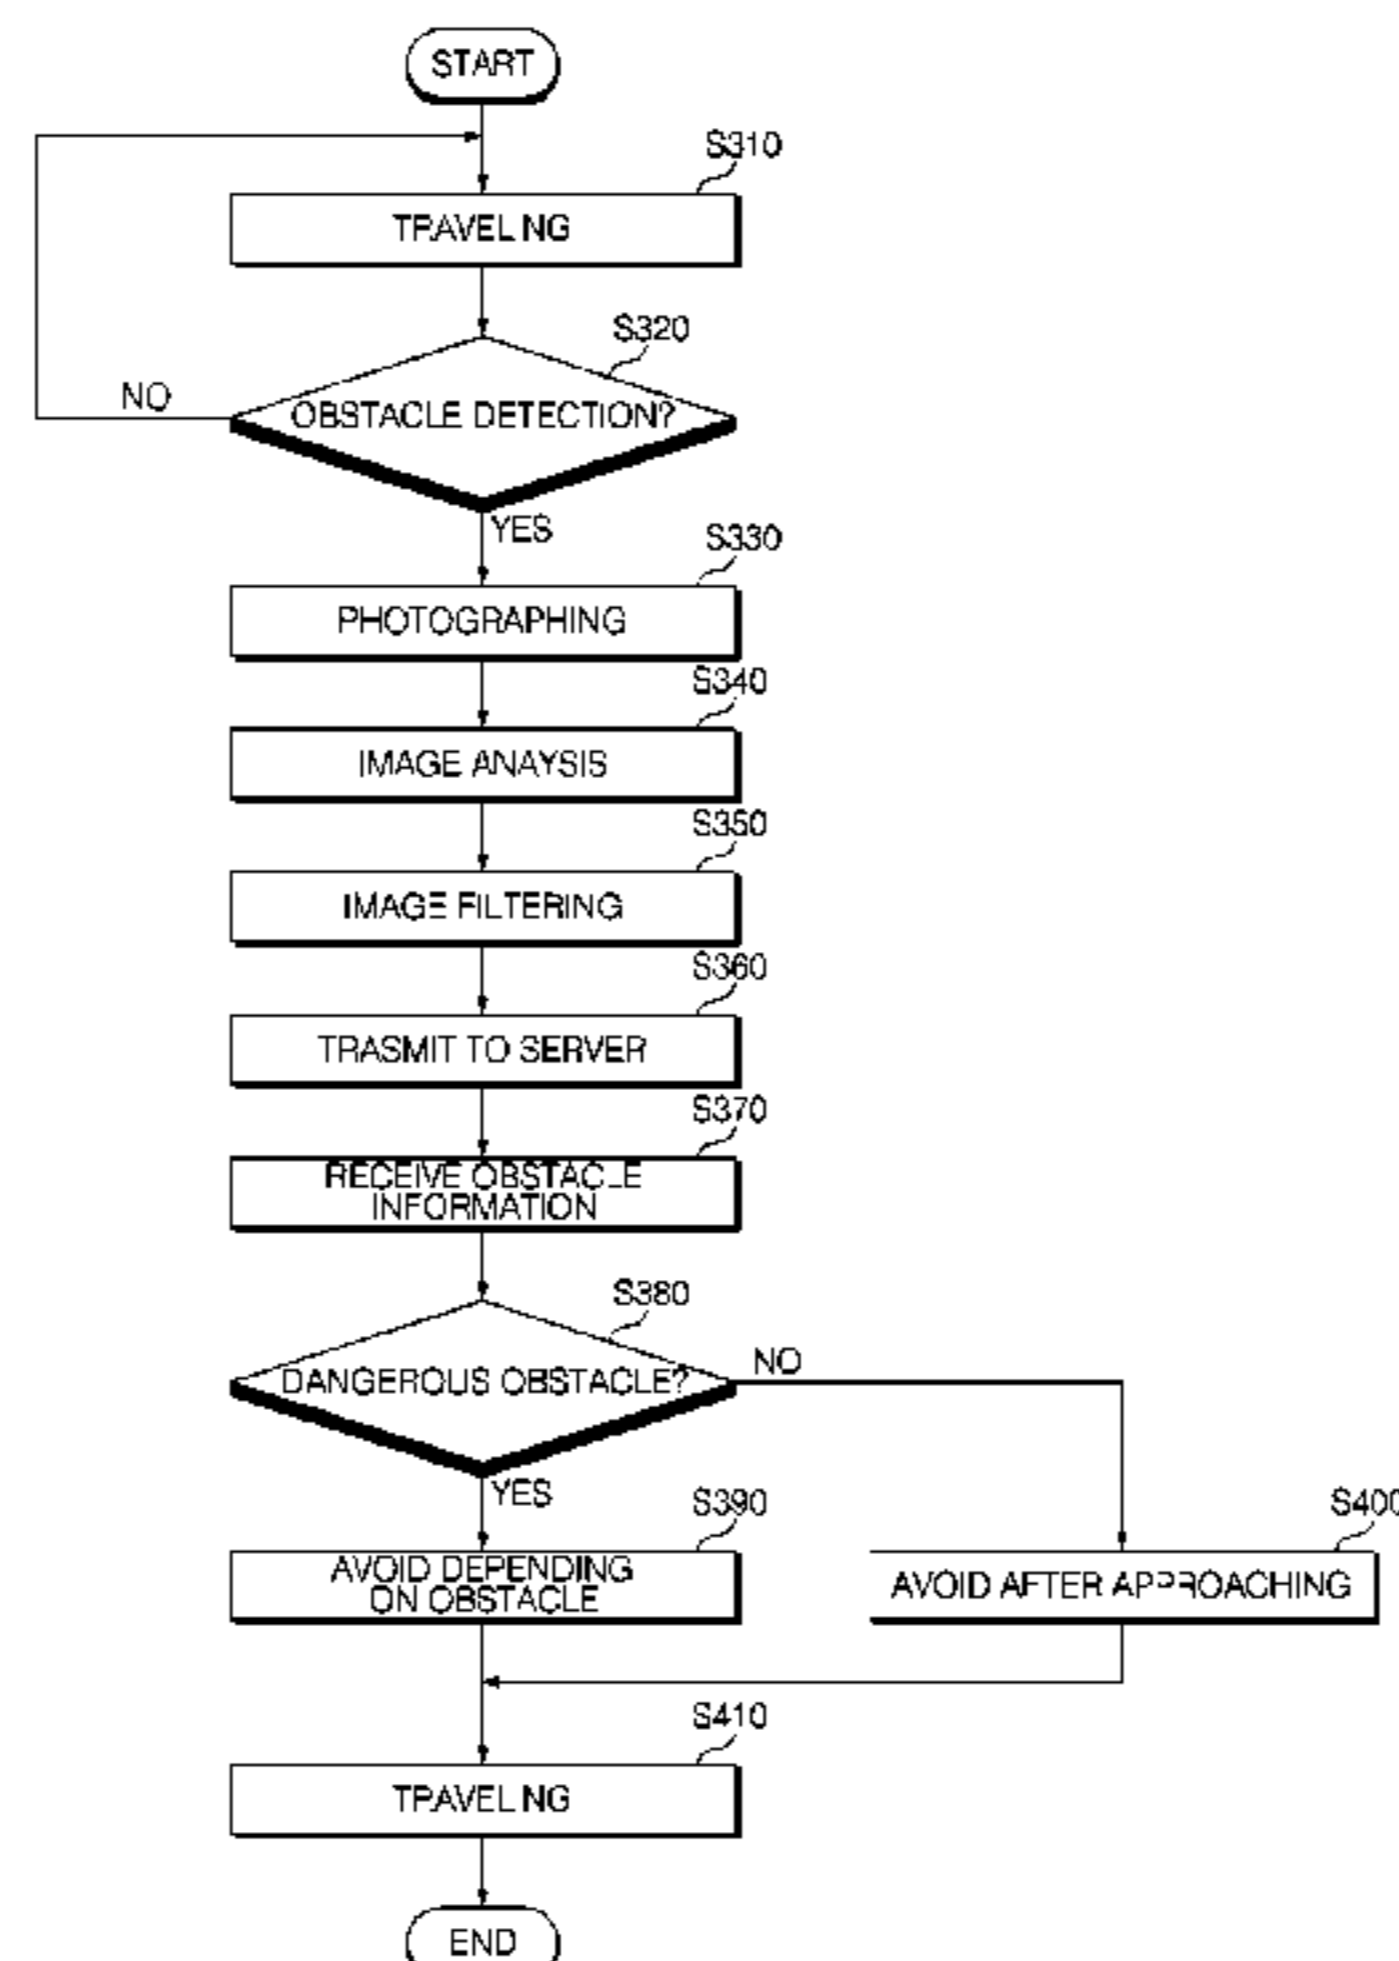 START
S310
TRAVELING
S320
NO
OBSTACLE DETECTION?
YES
S330
PHOTOGRAPHING
S340
IMAGE ANAYSIS
S350
IMAGE FILTERING
S360
TRASMIT TO SERVER
S370
RECEIVE OBSTACLE
INFORMATION
S380
DANGEROUS OBSTACLE?
NO
YES
S390
S400
AVOID DEPENDING
ON OBSTACLE
AVOID AFTER APPROACHING
S410
TRAVELING
END